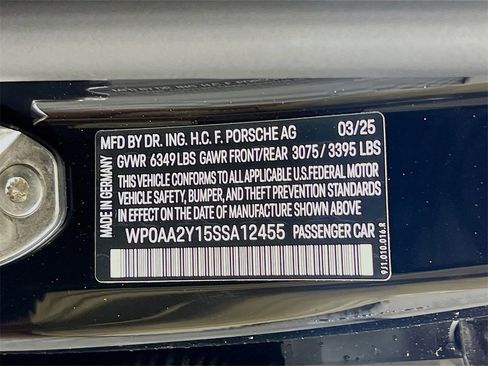 MFD BY DR. ING. H.C. F. PORSCHE AG 03/25
GVWR 6349 LBS GAWR FRONT/REAR 3075/3395 LBS
THIS VEHICLE CONFORMS TO ALL APPLICABLE U.S.FEDERAL MOTOR
VEHICLE SAFETY, BUMPER, AND THEFT PREVENTION STANDARDS
IN EFFECT ON THE DATE OF MANUFACTURE SHOWN ABOVE.
WP0AA2Y15SSA12455 PASSENGER CAR
MADE IN GERMANY
9J1.010.016.R